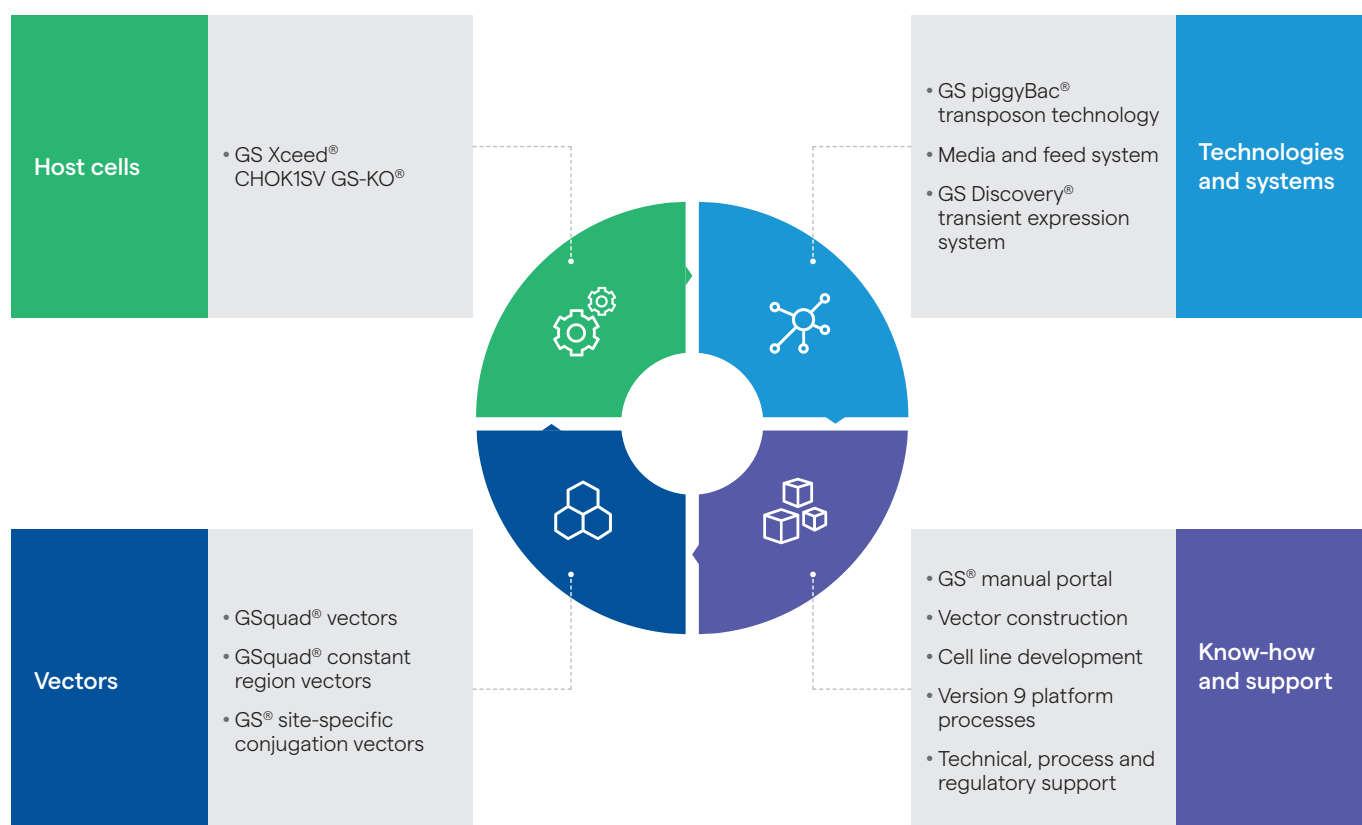 Host cells
• GS Xceed®
CHOK1SV GS-KO®
• GS piggyBac®
transposon technology
• Media and feed system
• GS Discovery®
transient expression
system
Technologies
and systems
Vectors
• GSquad® vectors
• GSquad® constant
region vectors
• GS® site-specific
conjugation vectors
• GS® manual portal
• Vector construction
• Cell line development
• Version 9 platform
processes
• Technical, process and
regulatory support
Know-how
and support